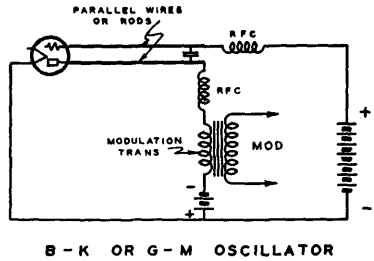 PARALLEL WIRES
OR RODS
RFC
RFC
MODULATION
TRANS
MOD
+
-
-
+
B-K OR G-M OSCILLATOR